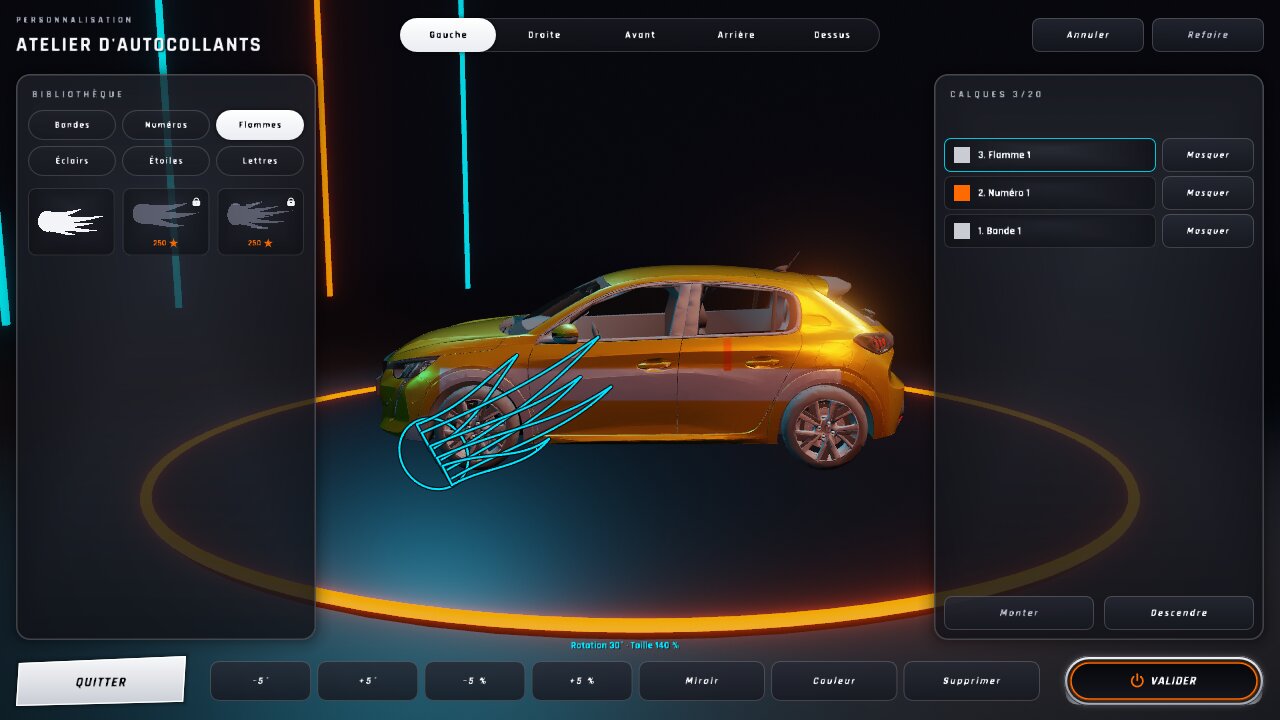 PERSONNALISATION
ATELIER D'AUTOCOLLANTS
Gauche
Droite
Avant
Arrière
Dessus
Annuler
Refaire
BIBLIOTHÈQUE
Bandes
Numéros
Flammes
Éclairs
Étoiles
Lettres
250
250
CALQUES 3/20
3. Flamme 1
Masquer
2. Numéro 1
Masquer
1. Bande 1
Masquer
Monter
Descendre
Rotation 30° · Taille 140 %
QUITTER
-5°
+5°
-5 %
+5 %
Miroir
Couleur
Supprimer
VALIDER